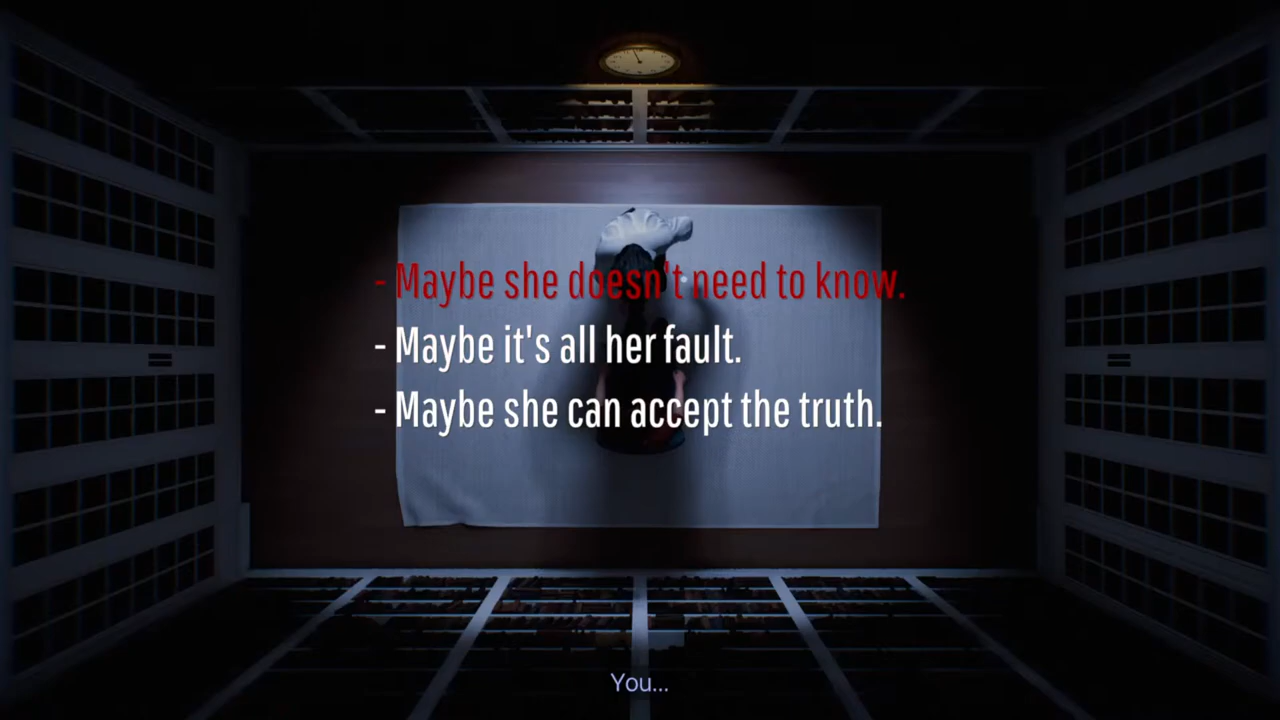 - Maybe she doesn't need to know.
- Maybe it's all her fault.
- Maybe she can accept the truth.
You...